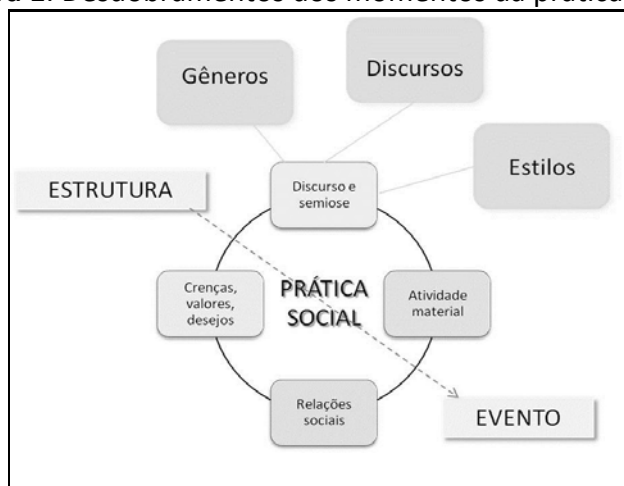 Desdobramentos dos momentos da prática
Gêneros
Discursos
Estilos
ESTRUTURA
Discurso e
semiose
Crenças,
valores,
desejos
PRÁTICA
SOCIAL
Atividade
material
Relações
sociais
EVENTO